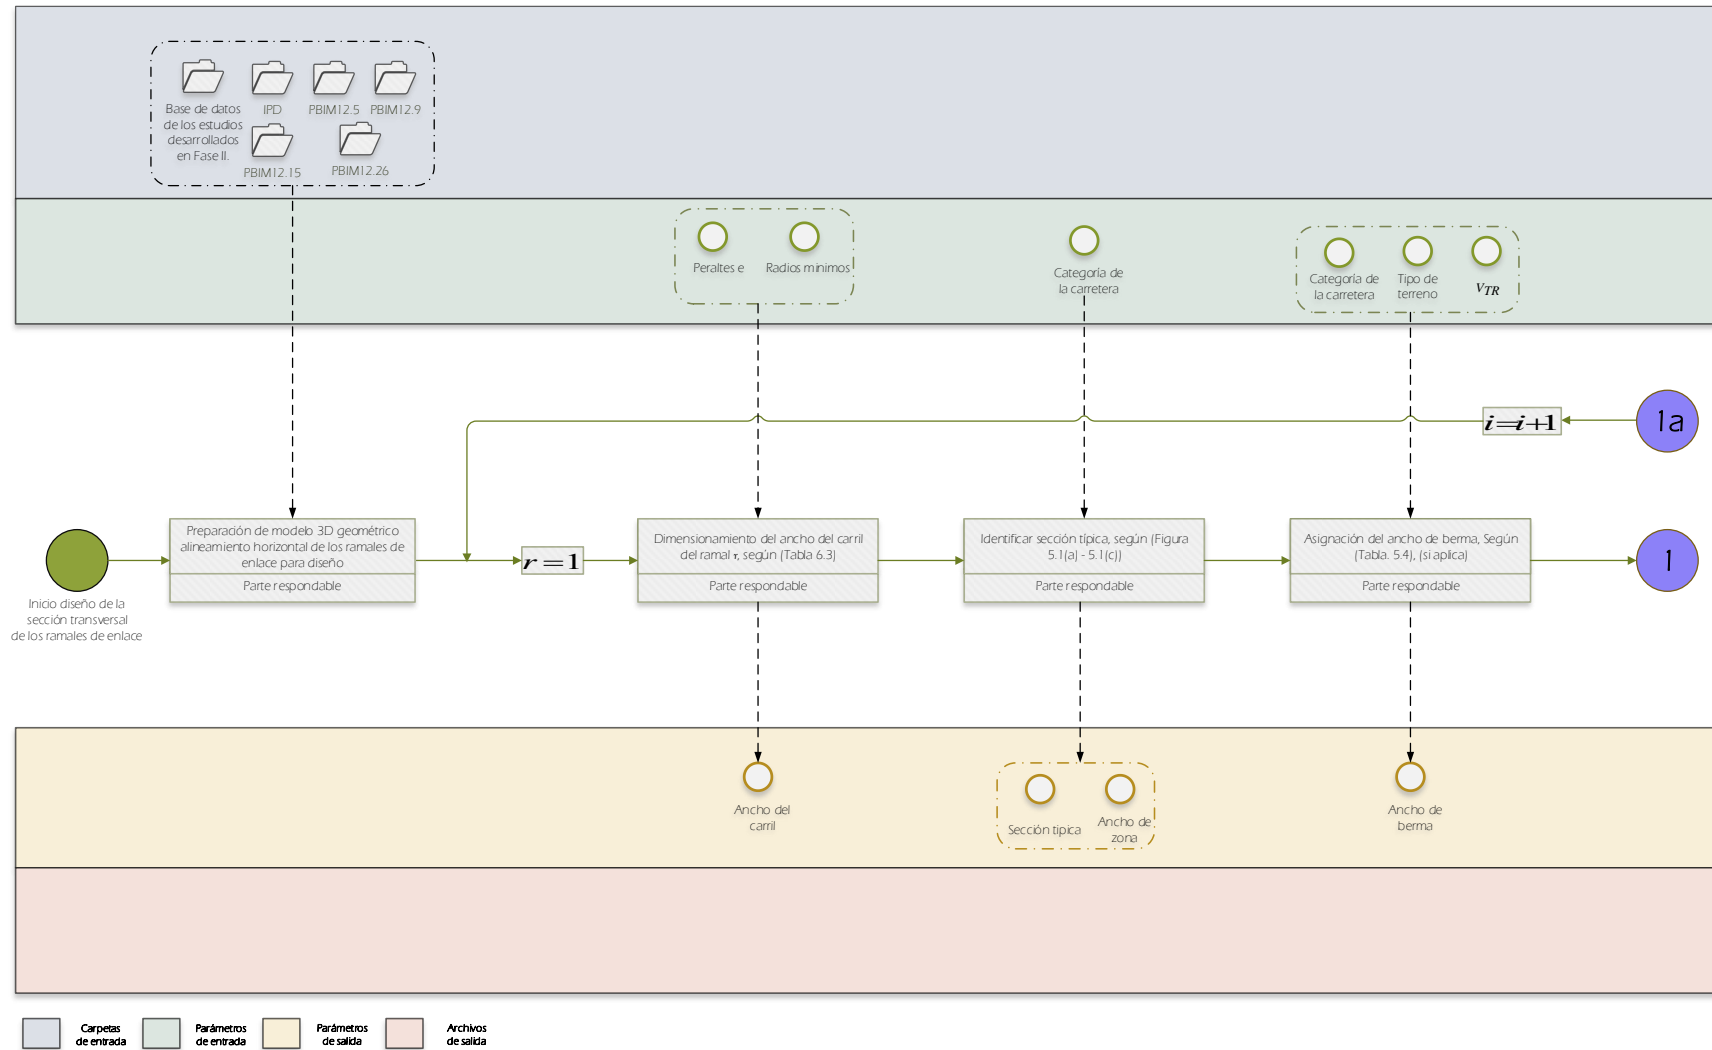 Base de datos
de los estudios
desarrollados
en Fase II.
IPD
PBIM12.5
PBIM12.9
PBIM12.15
PBIM12.26
Peraltes e
Radios minimos
Categoría de
la carretera
Categoría de
la carretera
Tipo de
terreno
VTR
i=i+1
1a
Inicio diseño de la
sección transversal
de los ramales de enlace
Preparación de modelo 3D geométrico
alineamiento horizontal de los ramales de
enlace para diseño
Parte respondable
r=1
Dimensionamiento del ancho del carril
del ramal r, según (Tabla 6.3)
Parte respondable
Identificar sección típica, según (Figura
5.1(a) - 5.1(c))
Parte respondable
Asignación del ancho de berma, Según
(Tabla. 5.4), (si aplica)
Parte respondable
1
Ancho del
carril
Sección tipica
Ancho de
zona
Ancho de
berma
Carpetas
de entrada
Parámetros
de entrada
Parámetros
de salida
Archivos
de salida